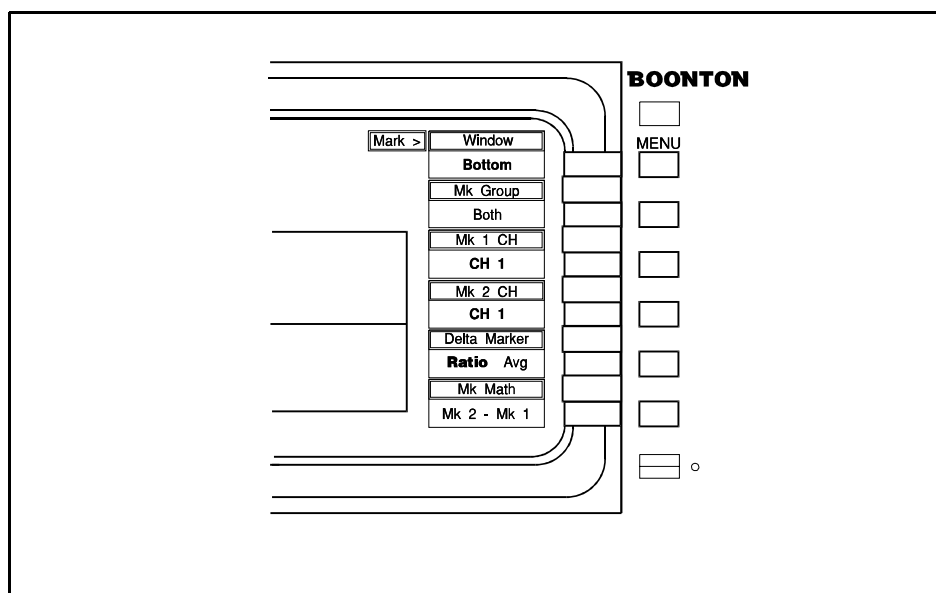 BOONTON
MENU
Mark > Window
Bottom
Mk Group
Both
Mk 1 CH
CH 1
Mk 2 CH
CH 1
Delta Marker
Ratio Avg
Mk Math
Mk 2 - Mk 1